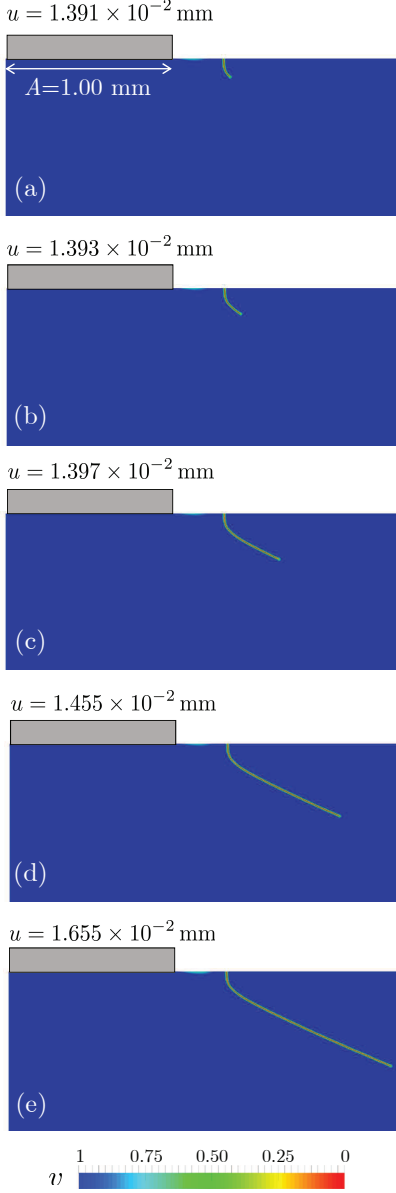 u = 1.391 × 10⁻² mm
A=1.00 mm
(a)
u = 1.393 × 10⁻² mm
(b)
u = 1.397 × 10⁻² mm
(c)
u = 1.455 × 10⁻² mm
(d)
u = 1.655 × 10⁻² mm
(e)
1 0.75 0.50 0.25 0
v